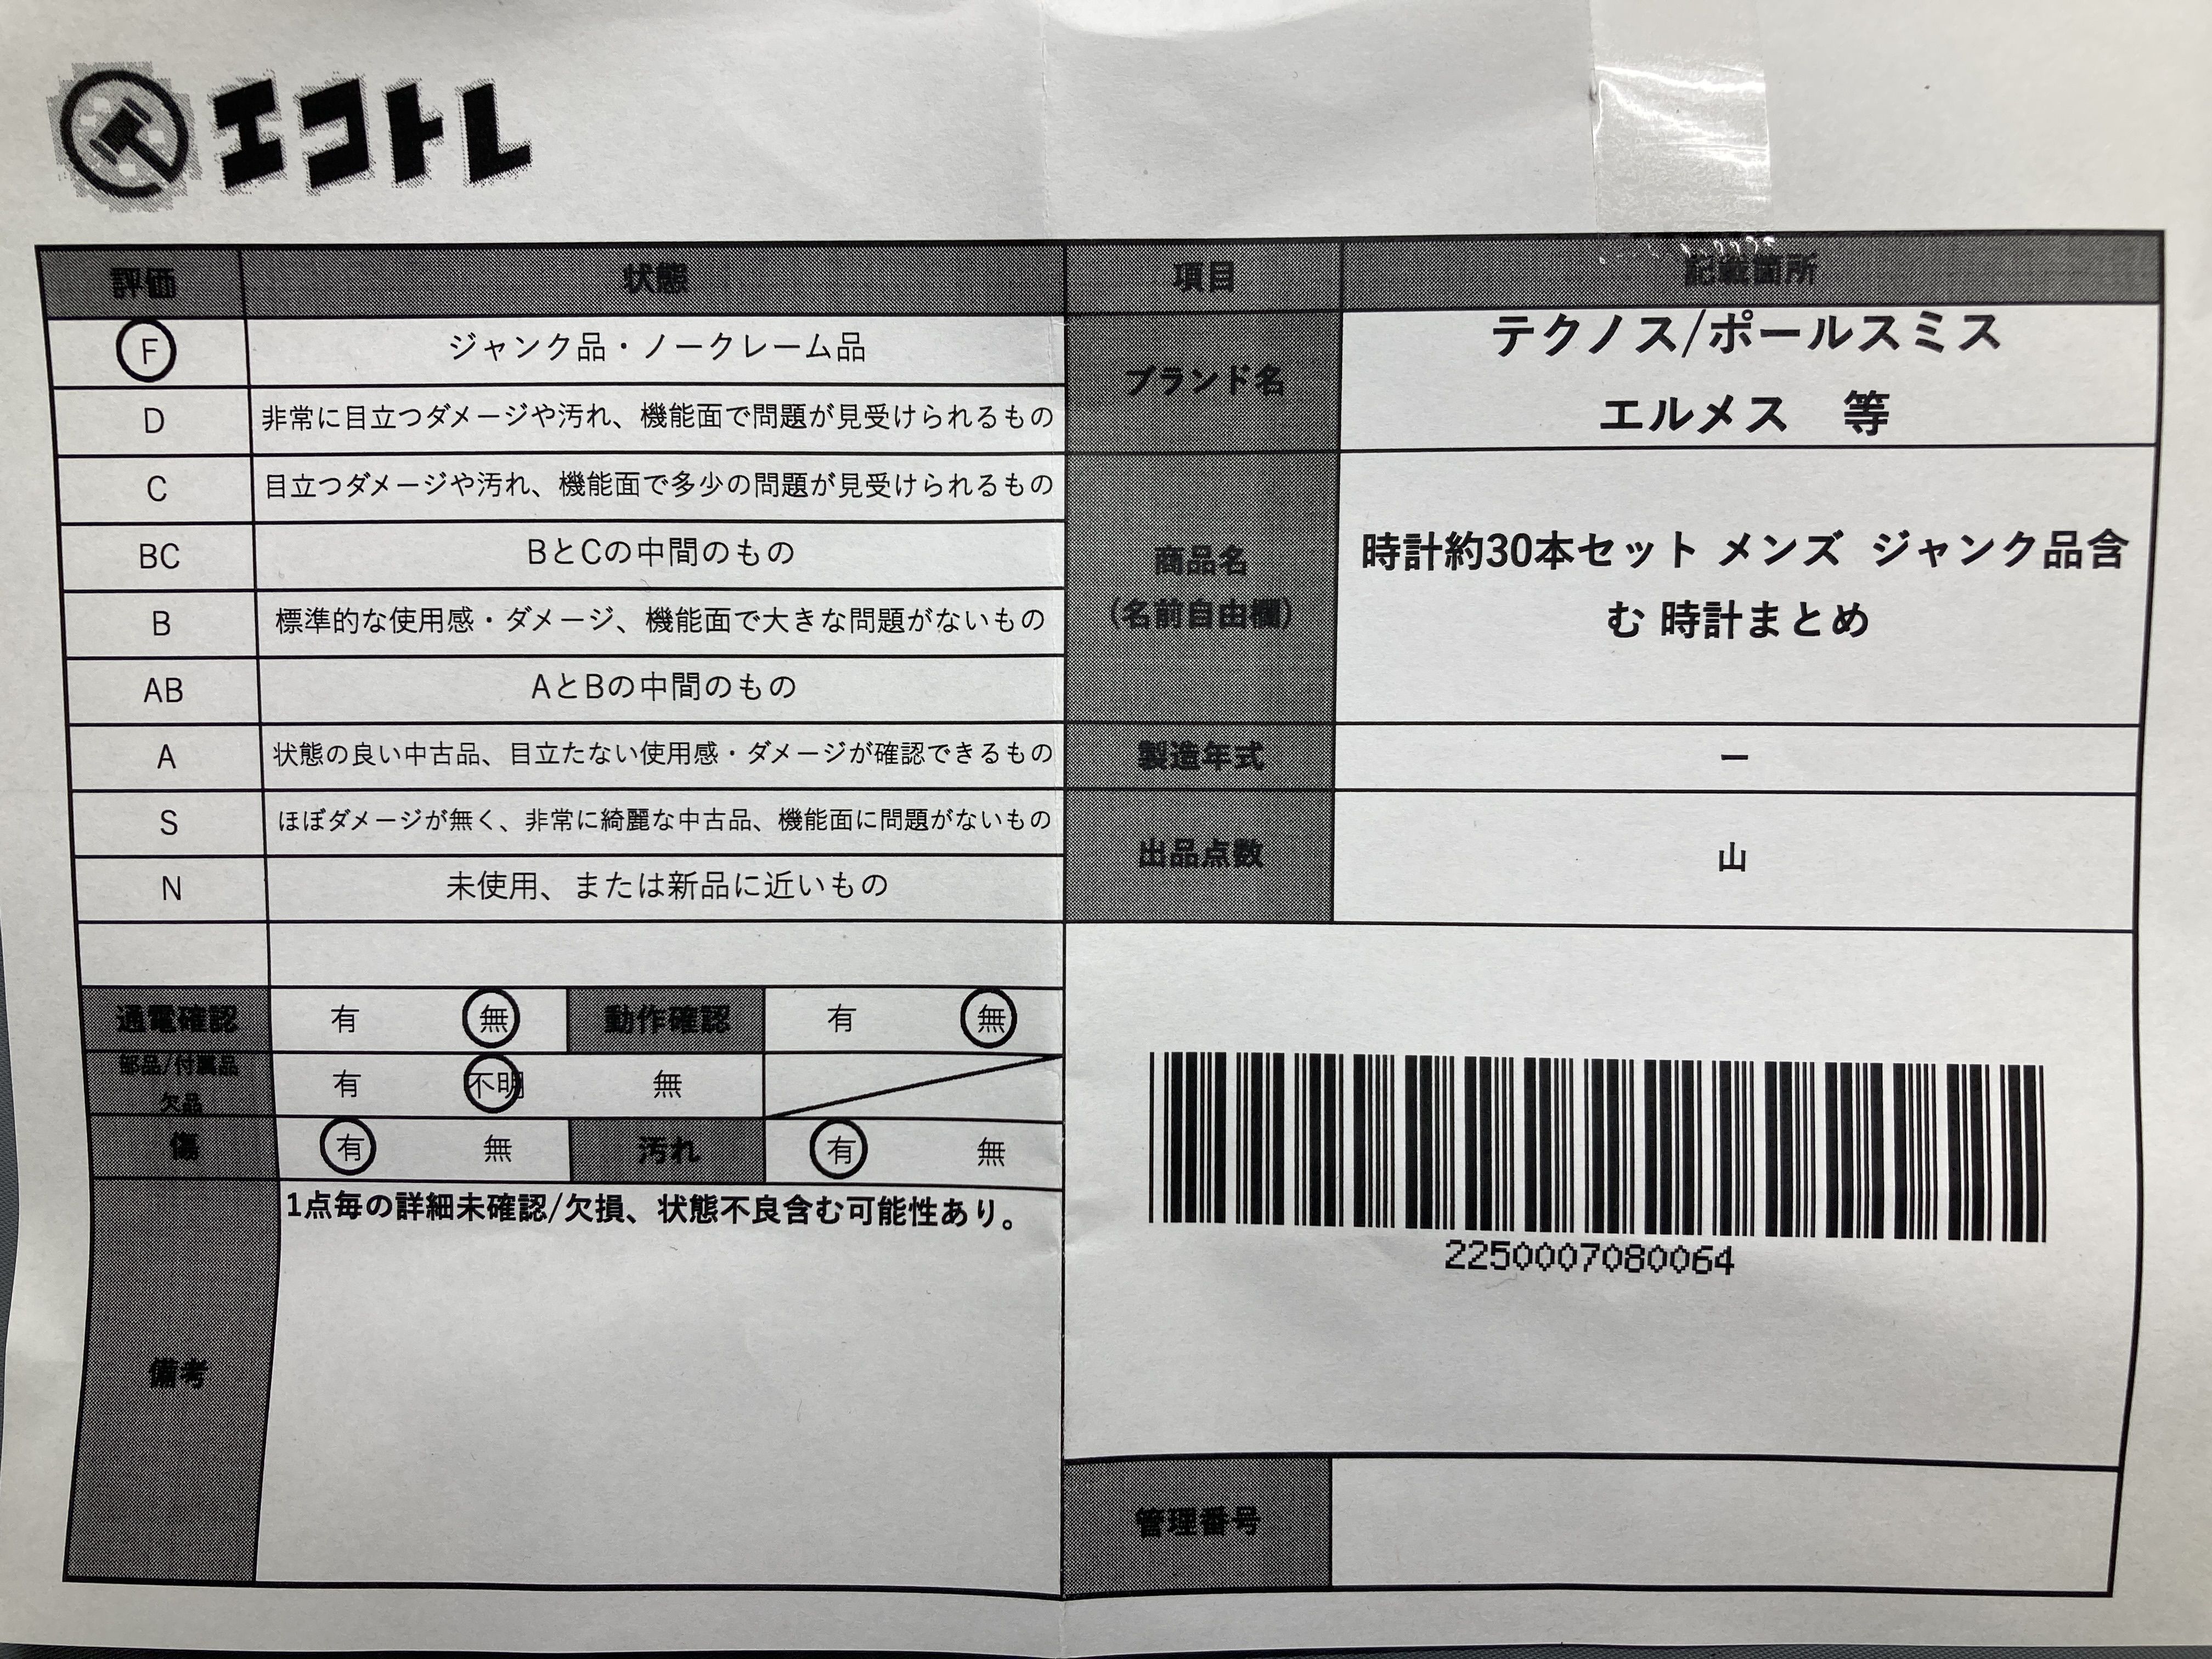 エコトレ
評価 状態 項目 記載箇所
F ジャンク品・ノークレーム品
D 非常に目立つダメージや汚れ、機能面で問題が見受けられるもの
C 目立つダメージや汚れ、機能面で多少の問題が見受けられるもの
BC BとCの中間のもの
B 標準的な使用感・ダメージ、機能面で大きな問題がないもの
AB AとBの中間のもの
A 状態の良い中古品、目立たない使用感・ダメージが確認できるもの
S ほぼダメージが無く、非常に綺麗な中古品、機能面に問題がないもの
N 未使用、または新品に近いもの
通電確認 有 無 動作確認 有 無
部品/付属品
欠品
有 不明 無
傷 有 無 汚れ 有 無
備考
1点毎の詳細未確認/欠損、状態不良含む可能性あり。
ブランド名
テクノス/ポールスミス
エルメス 等
商品名
(名前自由欄)
時計約30本セット メンズ ジャンク品含
む 時計まとめ
製造年式 ー
出品点数 山
2250007080064
管理番号